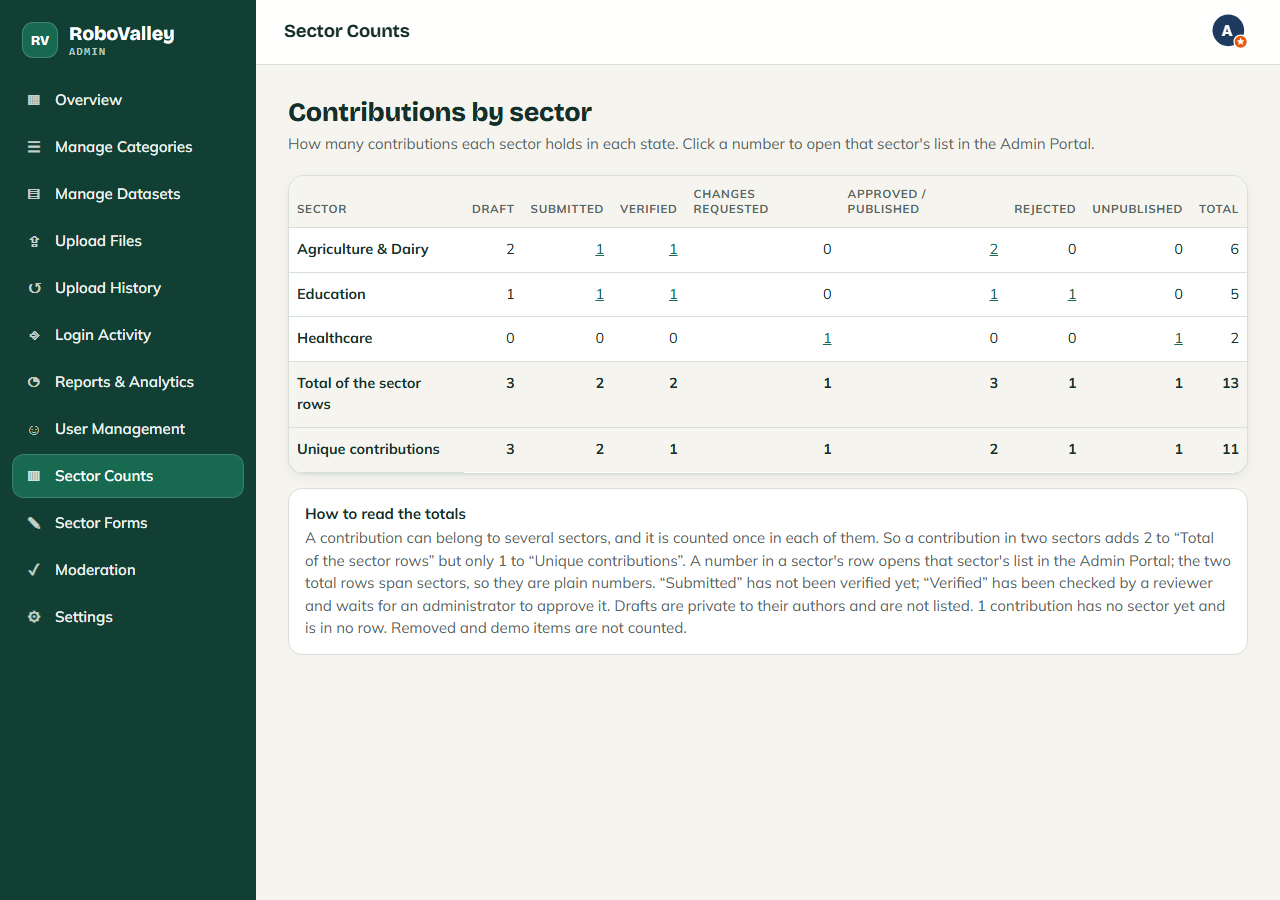 RV
RoboValley
ADMIN
Sector Counts
A
Overview
Manage Categories
Manage Datasets
Upload Files
Upload History
Login Activity
Reports & Analytics
User Management
Sector Counts
Sector Forms
Moderation
Settings
Contributions by sector
How many contributions each sector holds in each state. Click a number to open that sector's list in the Admin Portal.
SECTOR DRAFT SUBMITTED VERIFIED CHANGES REQUESTED APPROVED / PUBLISHED REJECTED UNPUBLISHED TOTAL
Agriculture & Dairy 2 1 1 0 2 0 0 6
Education 1 1 1 0 1 1 0 5
Healthcare 0 0 0 1 0 0 1 2
Total of the sector rows 3 2 2 1 3 1 1 13
Unique contributions 3 2 1 1 2 1 1 11
How to read the totals
A contribution can belong to several sectors, and it is counted once in each of them. So a contribution in two sectors adds 2 to “Total
of the sector rows” but only 1 to “Unique contributions”. A number in a sector's row opens that sector's list in the Admin Portal; the two
total rows span sectors, so they are plain numbers. “Submitted” has not been verified yet; “Verified” has been checked by a reviewer
and waits for an administrator to approve it. Drafts are private to their authors and are not listed. 1 contribution has no sector yet and
is in no row. Removed and demo items are not counted.